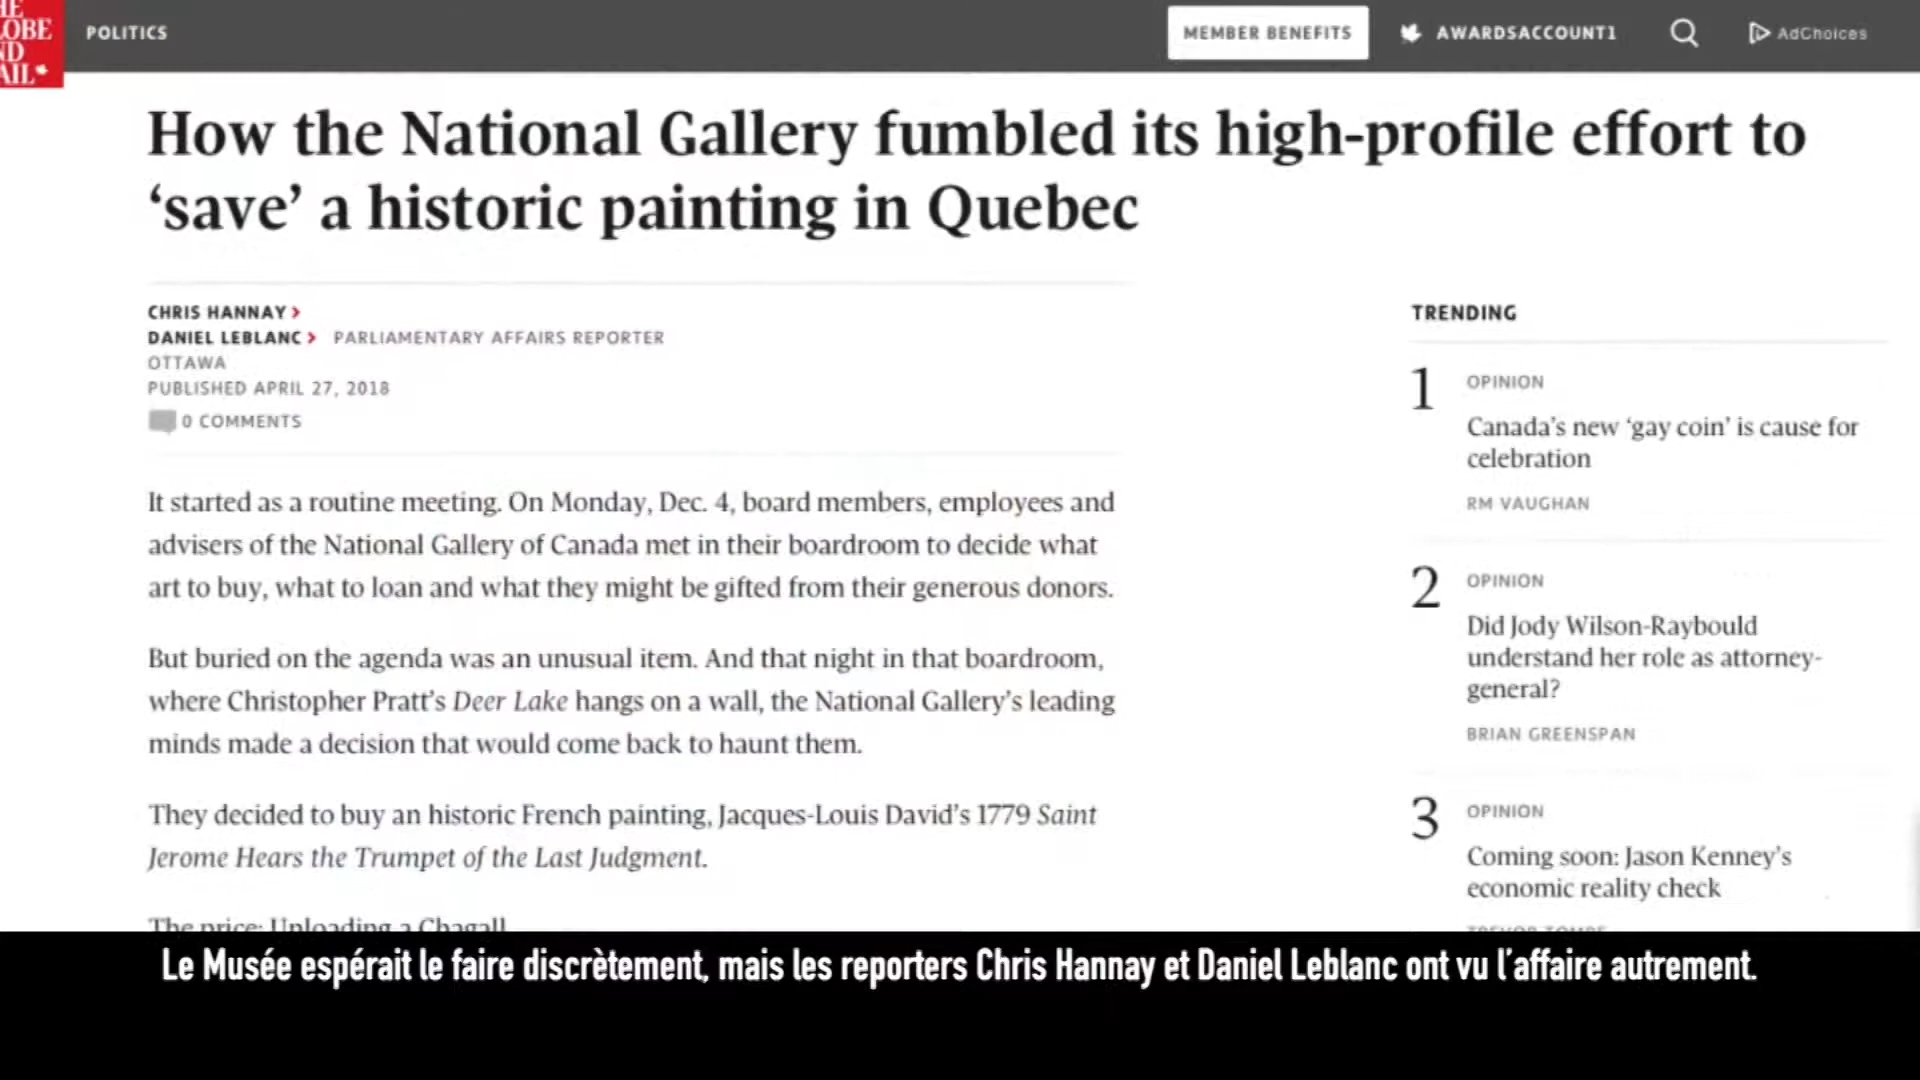 HE
OBE
ND
AIL
POLITICS
MEMBER BENEFITS
AWARDSACCOUNT1
AdChoices
How the National Gallery fumbled its high-profile effort to
‘save’ a historic painting in Quebec
CHRIS HANNAY
DANIEL LEBLANC PARLIAMENTARY AFFAIRS REPORTER
OTTAWA
PUBLISHED APRIL 27, 2018
0 COMMENTS
It started as a routine meeting. On Monday, Dec. 4, board members, employees and
advisers of the National Gallery of Canada met in their boardroom to decide what
art to buy, what to loan and what they might be gifted from their generous donors.
But buried on the agenda was an unusual item. And that night in that boardroom,
where Christopher Pratt’s Deer Lake hangs on a wall, the National Gallery’s leading
minds made a decision that would come back to haunt them.
They decided to buy an historic French painting, Jacques-Louis David’s 1779 Saint
Jerome Hears the Trumpet of the Last Judgment.
The price: Unloading a Chagall
TRENDING
1
OPINION
Canada’s new ‘gay coin’ is cause for
celebration
RM VAUGHAN
2
OPINION
Did Jody Wilson-Raybould
understand her role as attorney-
general?
BRIAN GREENSPAN
3
OPINION
Coming soon: Jason Kenney’s
economic reality check
Le Musée espérait le faire discrètement, mais les reporters Chris Hannay et Daniel Leblanc ont vu l’affaire autrement.